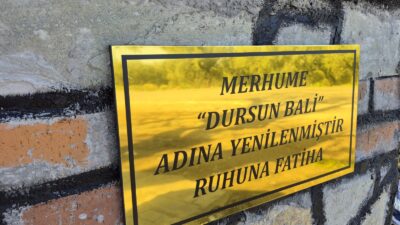 MERHUME
“DURSUN BALİ”
ADINA YENİLENMİŞTİR
RUHUNA FATİHA